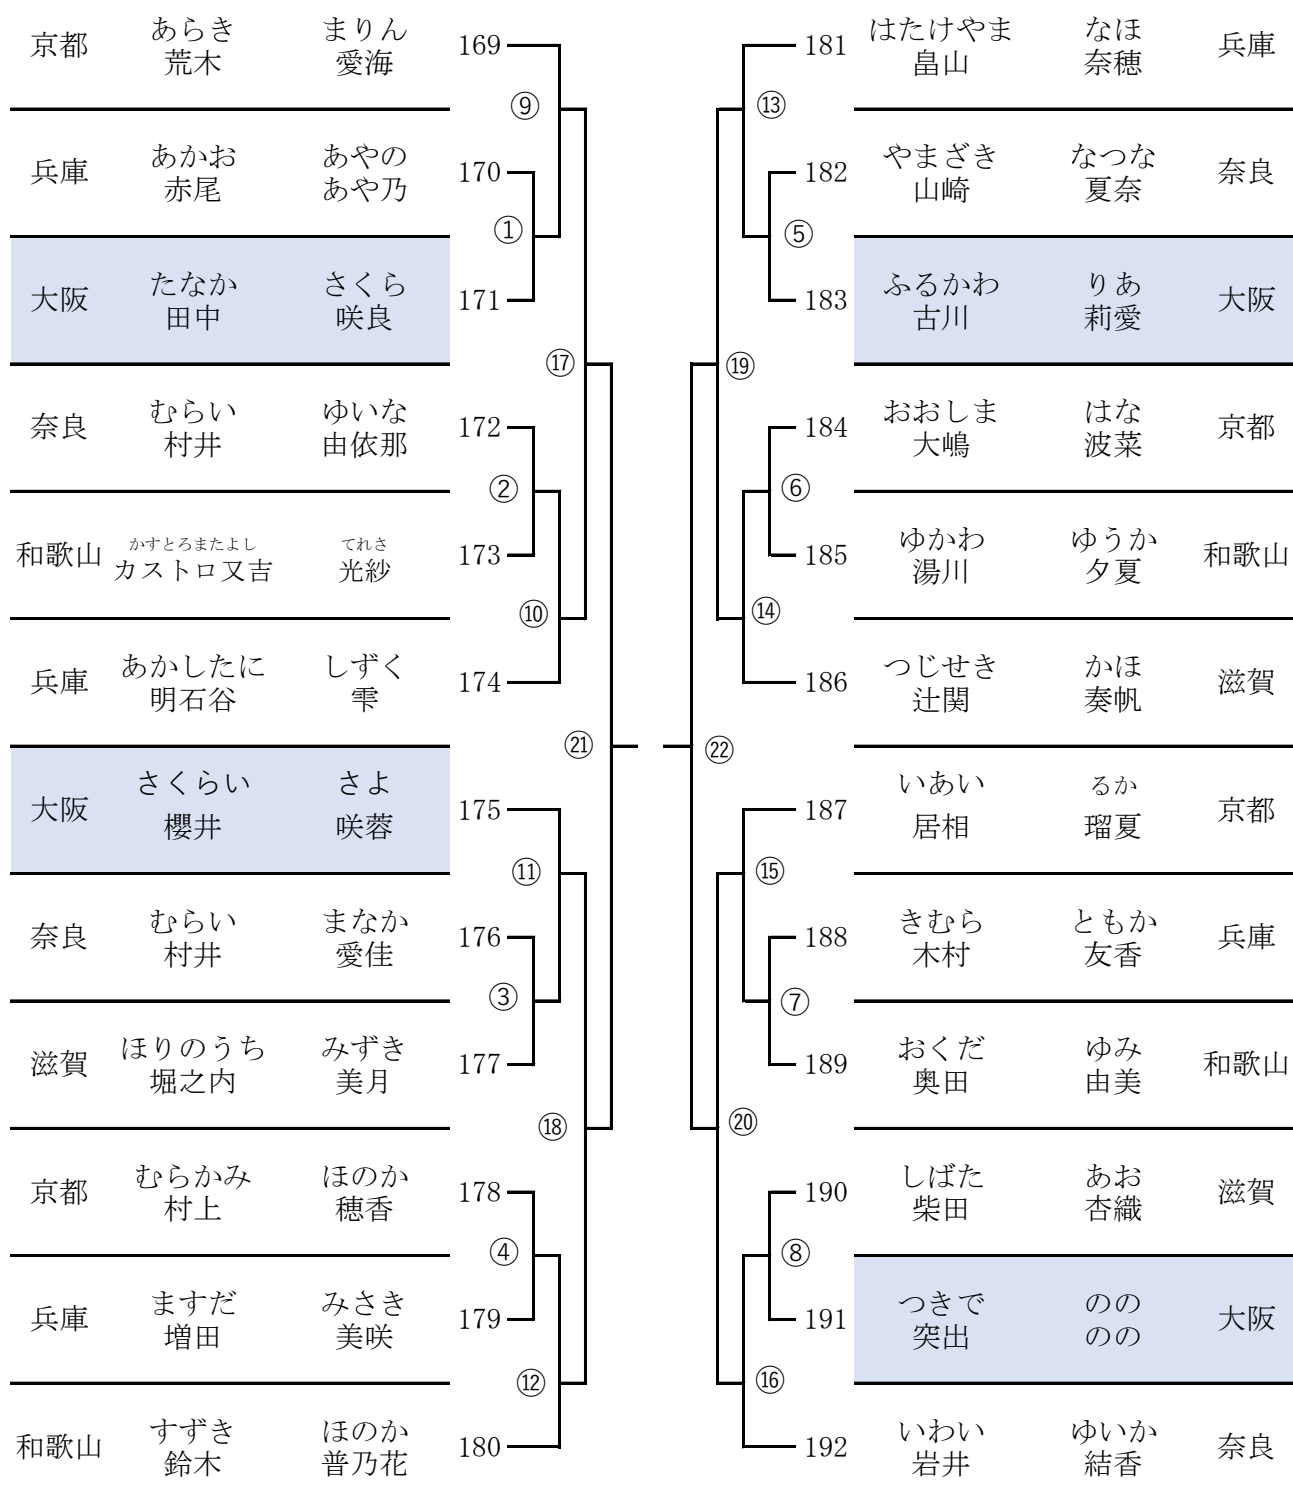 あらき まりん
京都 荒木 愛海 169
⑨
あかお あやの
兵庫 赤尾 あや乃 170
①
たなか さくら
大阪 田中 咲良 171
⑰
むらい ゆいな
奈良 村井 由依那 172
②
かすとろまたよし てれさ
和歌山 カストロ又吉 光紗 173
⑩
あかしたに しずく
兵庫 明石谷 雫 174
㉑
さくらい さよ
大阪 櫻井 咲蓉 175
⑪
むらい まなか
奈良 村井 愛佳 176
③
ほりのうち みずき
滋賀 堀之内 美月 177
⑱
むらかみ ほのか
京都 村上 穂香 178
④
ますだ みさき
兵庫 増田 美咲 179
⑫
すずき ほのか
和歌山 鈴木 普乃花 180
はたけやま なほ
181 畠山 奈穂 兵庫
⑬
やまざき なつな
182 山崎 夏奈 奈良
⑤
ふるかわ りあ
183 古川 莉愛 大阪
⑲
おおしま はな
184 大嶋 波菜 京都
⑥
ゆかわ ゆうか
185 湯川 夕夏 和歌山
⑭
つじせき かほ
186 辻関 奏帆 滋賀
㉒
いあい るか
187 居相 瑠夏 京都
⑮
きむら ともか
188 木村 友香 兵庫
⑦
おくだ ゆみ
189 奥田 由美 和歌山
⑳
しばた あお
190 柴田 杏織 滋賀
⑧
つきで のの
191 突出 のの 大阪
⑯
いわい ゆいか
192 岩井 結香 奈良